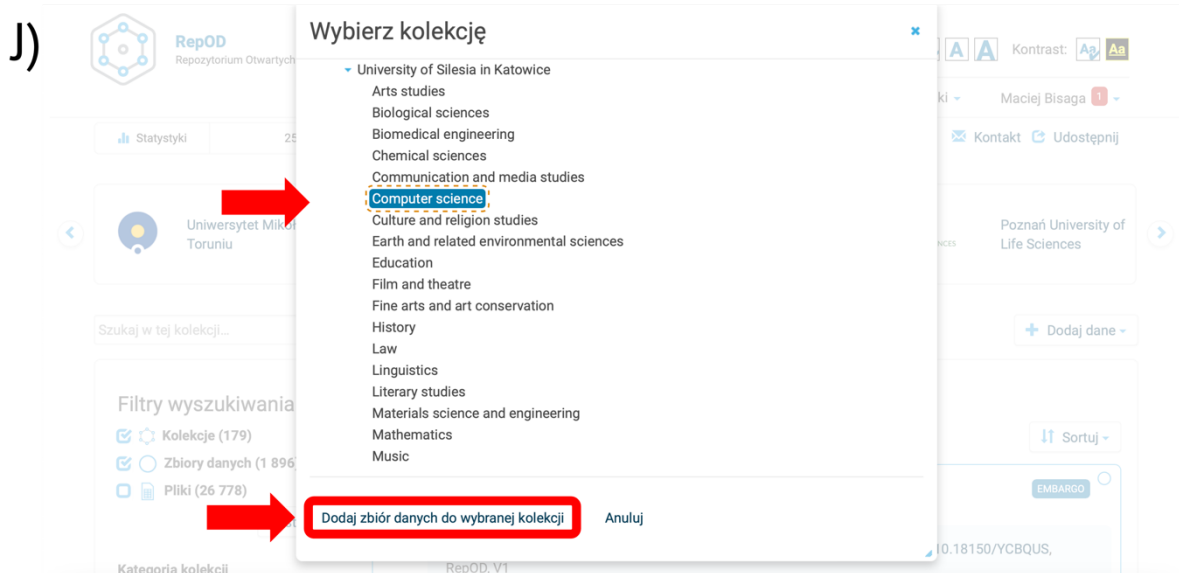 J)
RepOD
Repozytorium Otwartych
Wybierz kolekcję
A A Kontrast: Aa Aa
Maciej Bisaga 1
Statystyki
25
Kontakt Udostępnij
University of Silesia in Katowice
Arts studies
Biological sciences
Biomedical engineering
Chemical sciences
Communication and media studies
Computer science
Culture and religion studies
Earth and related environmental sciences
Education
Film and theatre
Fine arts and art conservation
History
Law
Linguistics
Literary studies
Materials science and engineering
Mathematics
Music
Dodaj zbiór danych do wybranej kolekcji Anuluj
Uniwersytet Mikoł
Toruniu
Poznań University of
Life Sciences
Szukaj w tej kolekcji...
Dodaj dane
Filtry wyszukiwania
Kolekcje (179)
Zbiory danych (1 896
Pliki (26 778)
Sortuj
EMBARGO
10.18150/YCBQUS,
RepOD, V1
Kategoria kolekcji